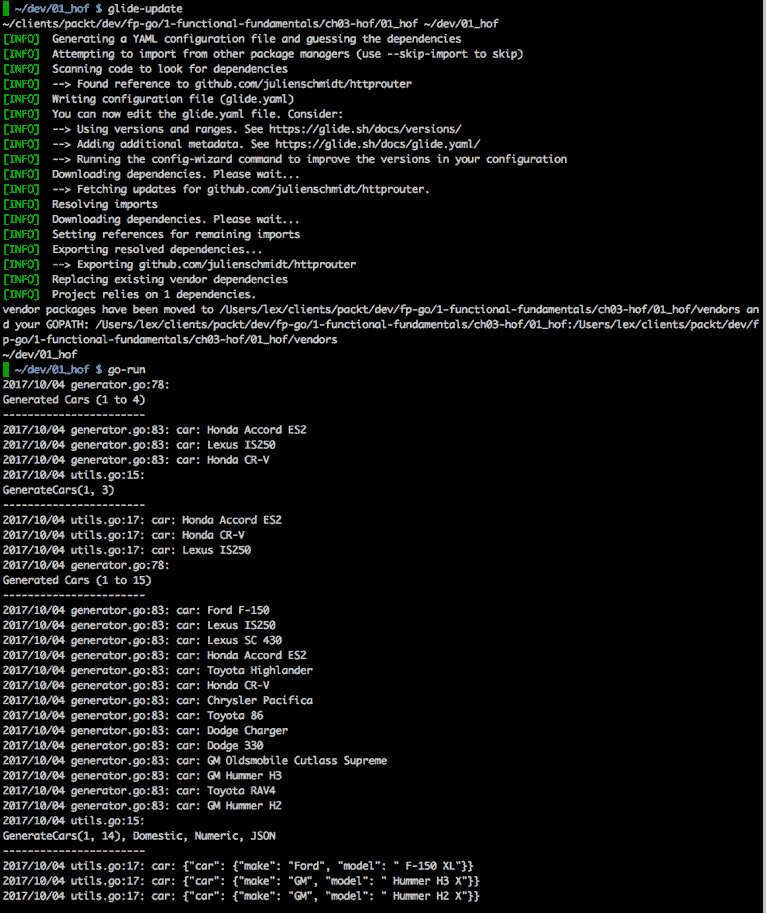 ~/dev/01_hof $ glide-update
~/clients/packt/dev/fp-go/1-functional-fundamentals/ch03-hof/01_hof ~/dev/01_hof
[INFO] Generating a YAML configuration file and guessing the dependencies
[INFO] Attempting to import from other package managers (use --skip-import to skip)
[INFO] Scanning code to look for dependencies
[INFO] --> Found reference to github.com/julienschmidt/httprouter
[INFO] Writing configuration file (glide.yaml)
[INFO] You can now edit the glide.yaml file. Consider:
[INFO] --> Using versions and ranges. See https://glide.sh/docs/versions/
[INFO] --> Adding additional metadata. See https://glide.sh/docs/glide.yaml/
[INFO] --> Running the config-wizard command to improve the versions in your configuration
[INFO] Downloading dependencies. Please wait...
[INFO] --> Fetching updates for github.com/julienschmidt/httprouter.
[INFO] Resolving imports
[INFO] Downloading dependencies. Please wait...
[INFO] Setting references for remaining imports
[INFO] Exporting resolved dependencies...
[INFO] --> Exporting github.com/julienschmidt/httprouter
[INFO] Replacing existing vendor dependencies
[INFO] Project relies on 1 dependencies.
vendor packages have been moved to /Users/lex/clients/packt/dev/fp-go/1-functional-fundamentals/ch03-hof/01_hof/vendors an
d your GOPATH: /Users/lex/clients/packt/dev/fp-go/1-functional-fundamentals/ch03-hof/01_hof:/Users/lex/clients/packt/dev/f
p-go/1-functional-fundamentals/ch03-hof/01_hof/vendors
~/dev/01_hof
~/dev/01_hof $ go-run
2017/10/04 generator.go:78:
Generated Cars (1 to 4)
-----------------------
2017/10/04 generator.go:83: car: Honda Accord ES2
2017/10/04 generator.go:83: car: Lexus IS250
2017/10/04 generator.go:83: car: Honda CR-V
2017/10/04 utils.go:15:
GenerateCars(1, 3)
-----------------------
2017/10/04 utils.go:17: car: Honda Accord ES2
2017/10/04 utils.go:17: car: Honda CR-V
2017/10/04 utils.go:17: car: Lexus IS250
2017/10/04 generator.go:78:
Generated Cars (1 to 15)
-----------------------
2017/10/04 generator.go:83: car: Ford F-150
2017/10/04 generator.go:83: car: Lexus IS250
2017/10/04 generator.go:83: car: Lexus SC 430
2017/10/04 generator.go:83: car: Honda Accord ES2
2017/10/04 generator.go:83: car: Toyota Highlander
2017/10/04 generator.go:83: car: Honda CR-V
2017/10/04 generator.go:83: car: Chrysler Pacifica
2017/10/04 generator.go:83: car: Toyota 86
2017/10/04 generator.go:83: car: Dodge Charger
2017/10/04 generator.go:83: car: Dodge 330
2017/10/04 generator.go:83: car: GM Oldsmobile Cutlass Supreme
2017/10/04 generator.go:83: car: GM Hummer H3
2017/10/04 generator.go:83: car: Toyota RAV4
2017/10/04 generator.go:83: car: GM Hummer H2
2017/10/04 utils.go:15:
GenerateCars(1, 14), Domestic, Numeric, JSON
-----------------------
2017/10/04 utils.go:17: car: {"car": {"make": "Ford", "model": " F-150 XL"}}
2017/10/04 utils.go:17: car: {"car": {"make": "GM", "model": " Hummer H3 X"}}
2017/10/04 utils.go:17: car: {"car": {"make": "GM", "model": " Hummer H2 X"}}